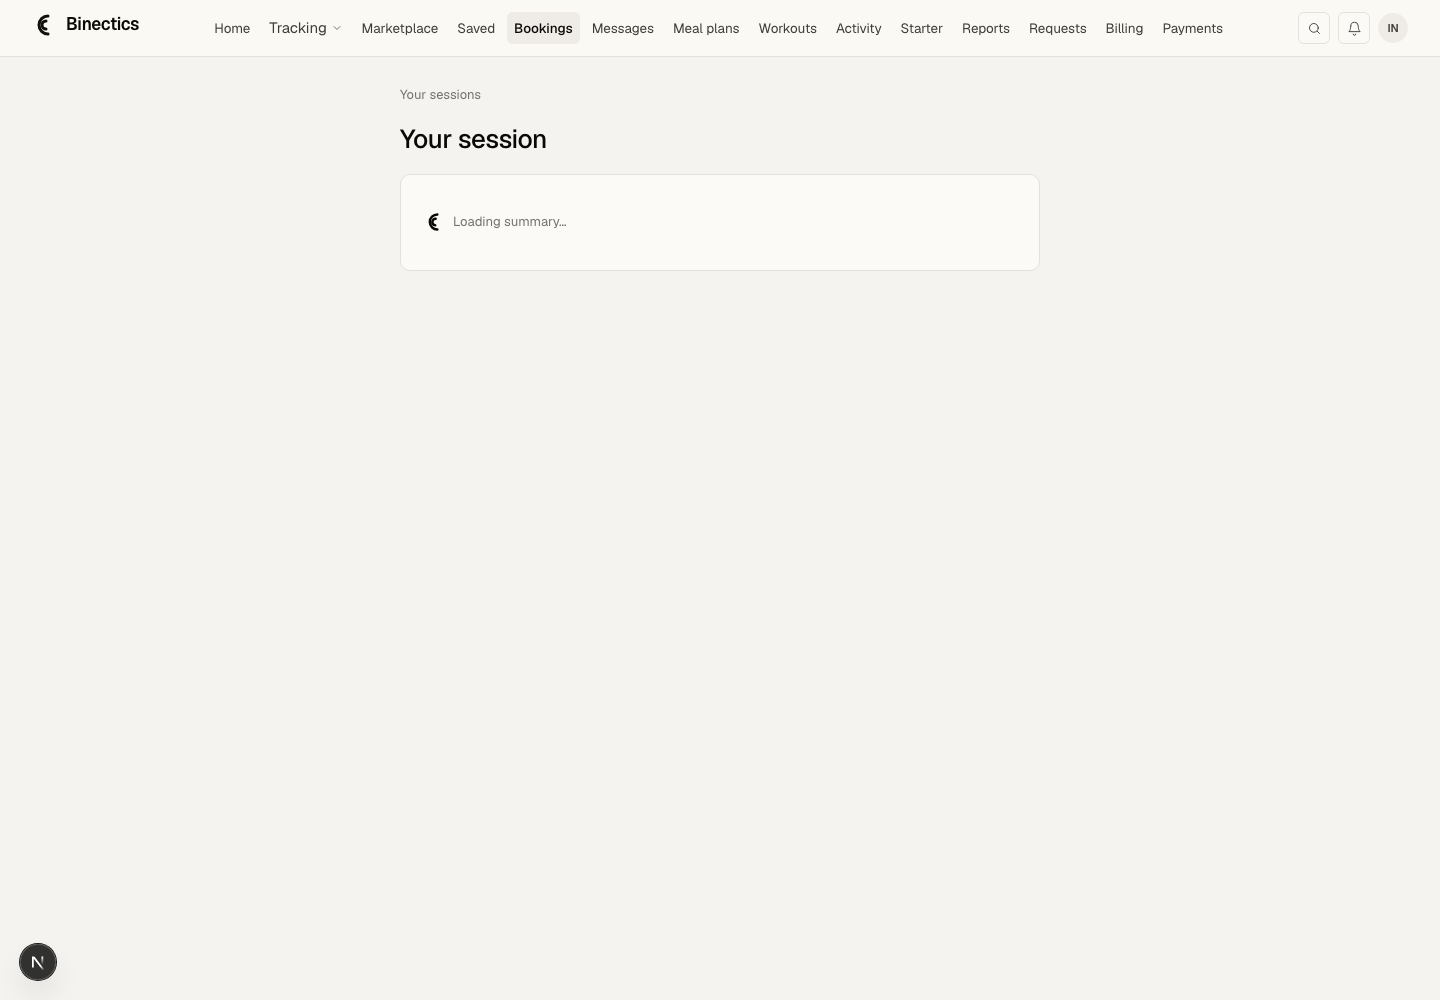 Binectics
Home Tracking Marketplace Saved Bookings Messages Meal plans Workouts Activity Starter Reports Requests Billing Payments
IN
Your sessions
Your session
Loading summary...
N